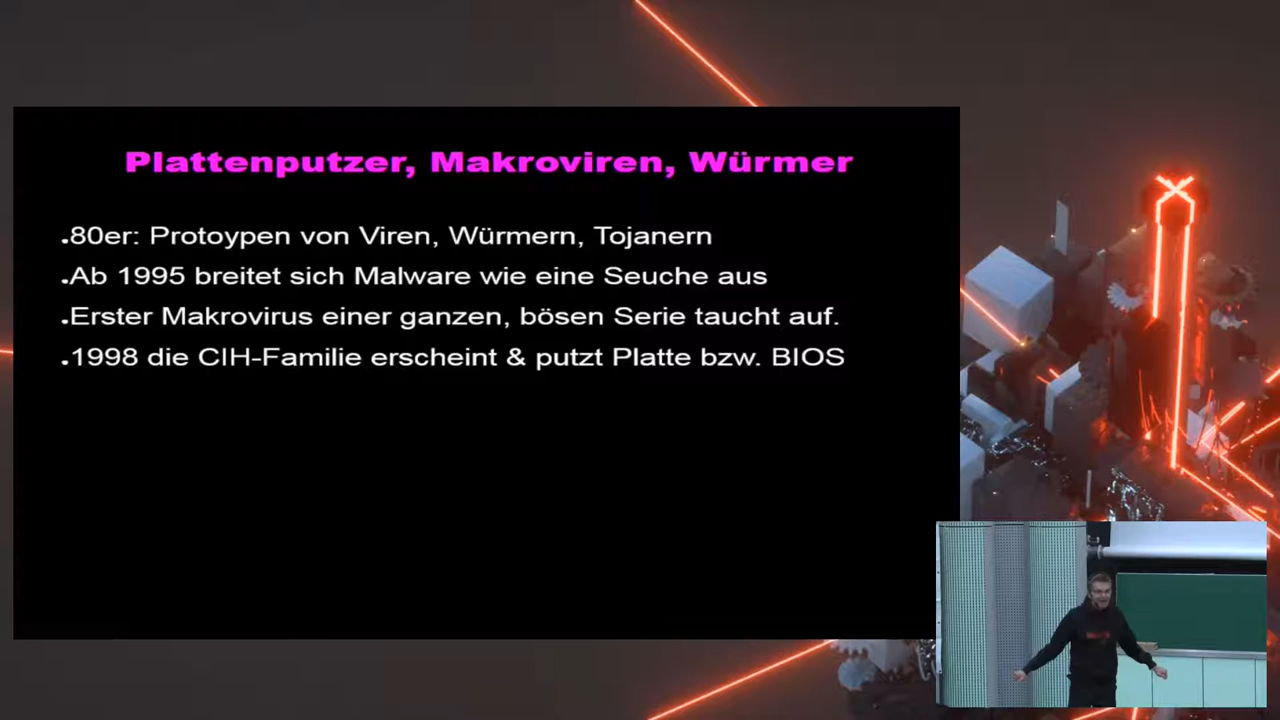 Plattenputzer, Makroviren, Würmer
.80er: Protoypen von Viren, Würmern, Tojanern
.Ab 1995 breitet sich Malware wie eine Seuche aus
.Erster Makrovirus einer ganzen, bösen Serie taucht auf.
.1998 die CIH-Familie erscheint & putzt Platte bzw. BIOS